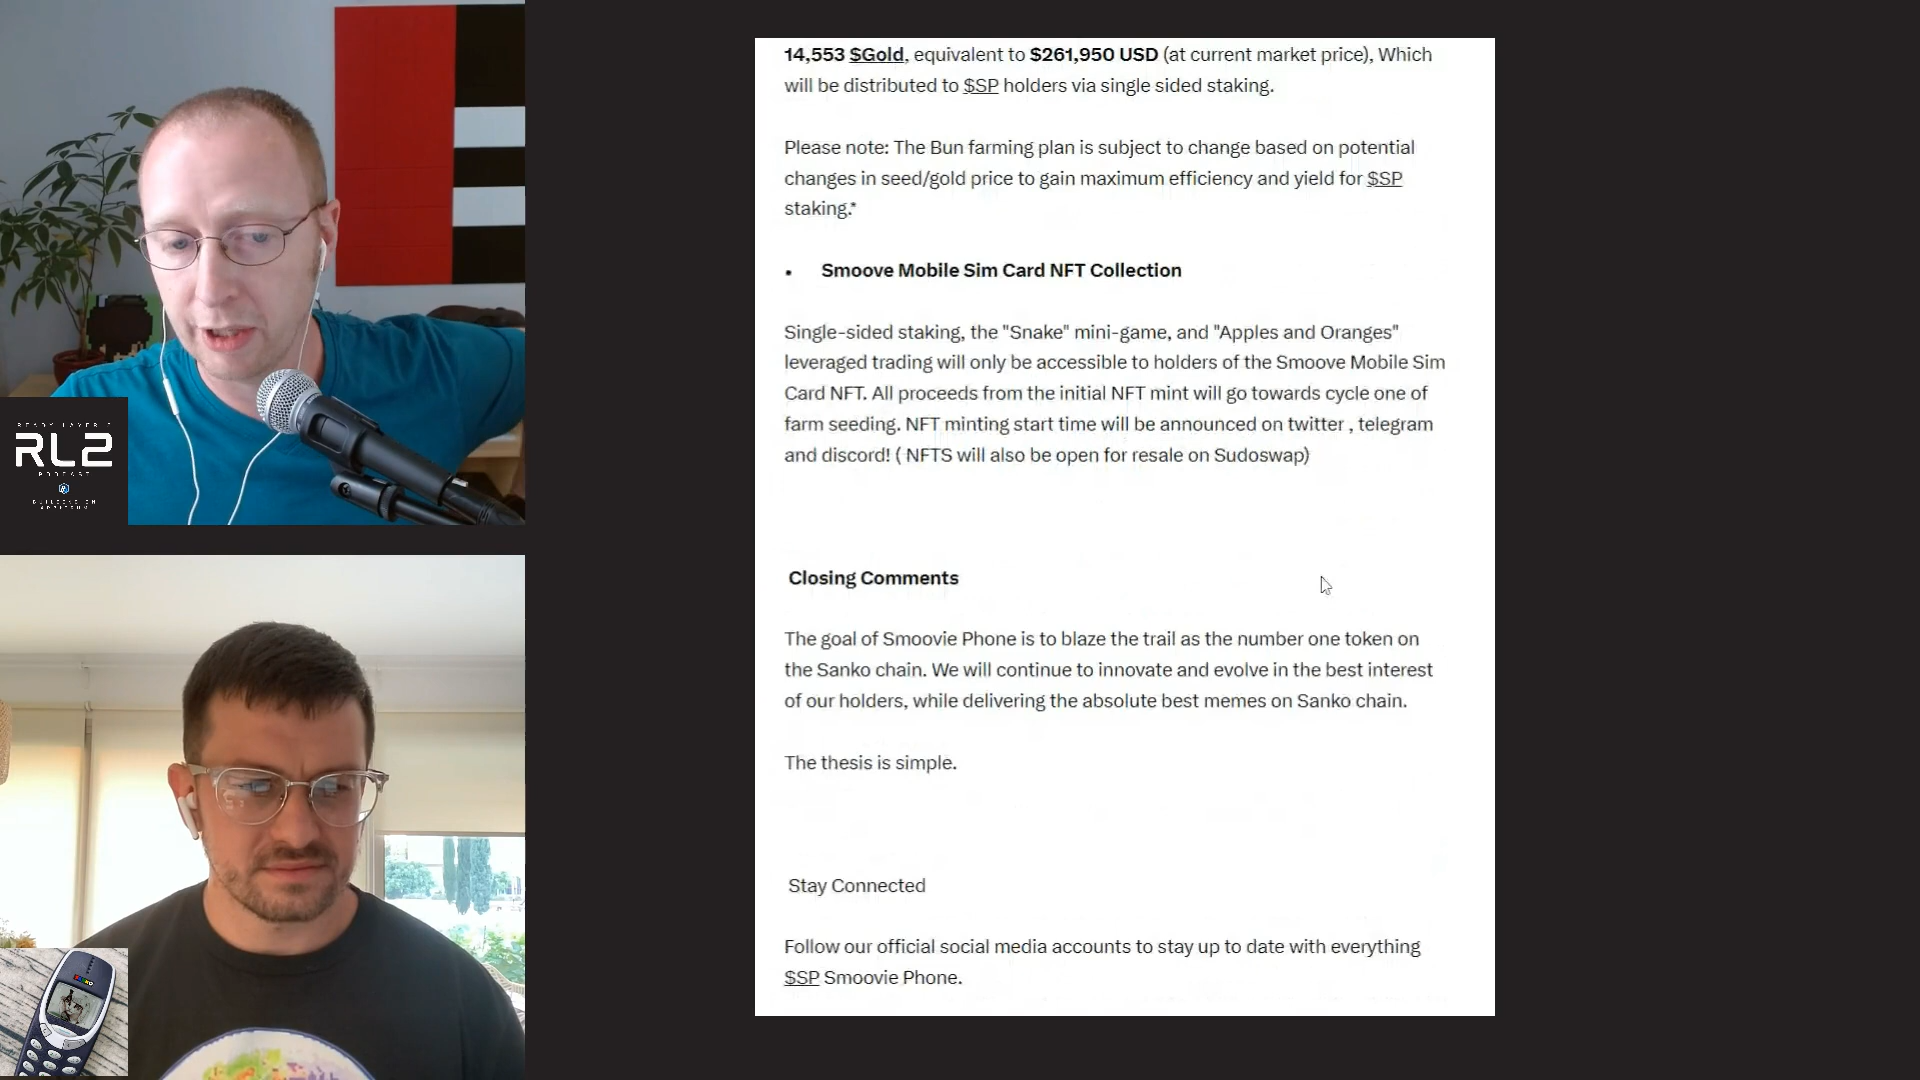 14,553 $Gold, equivalent to $261,950 USD (at current market price), Which
will be distributed to $SP holders via single sided staking.
Please note: The Bun farming plan is subject to change based on potential
changes in seed/gold price to gain maximum efficiency and yield for $SP
staking.*
• Smoove Mobile Sim Card NFT Collection
Single-sided staking, the "Snake" mini-game, and "Apples and Oranges"
leveraged trading will only be accessible to holders of the Smoove Mobile Sim
Card NFT. All proceeds from the initial NFT mint will go towards cycle one of
farm seeding. NFT minting start time will be announced on twitter , telegram
and discord! ( NFTS will also be open for resale on Sudoswap)
Closing Comments
The goal of Smoovie Phone is to blaze the trail as the number one token on
the Sanko chain. We will continue to innovate and evolve in the best interest
of our holders, while delivering the absolute best memes on Sanko chain.
The thesis is simple.
Stay Connected
Follow our official social media accounts to stay up to date with everything
$SP Smoovie Phone.
RL2
PODCAST